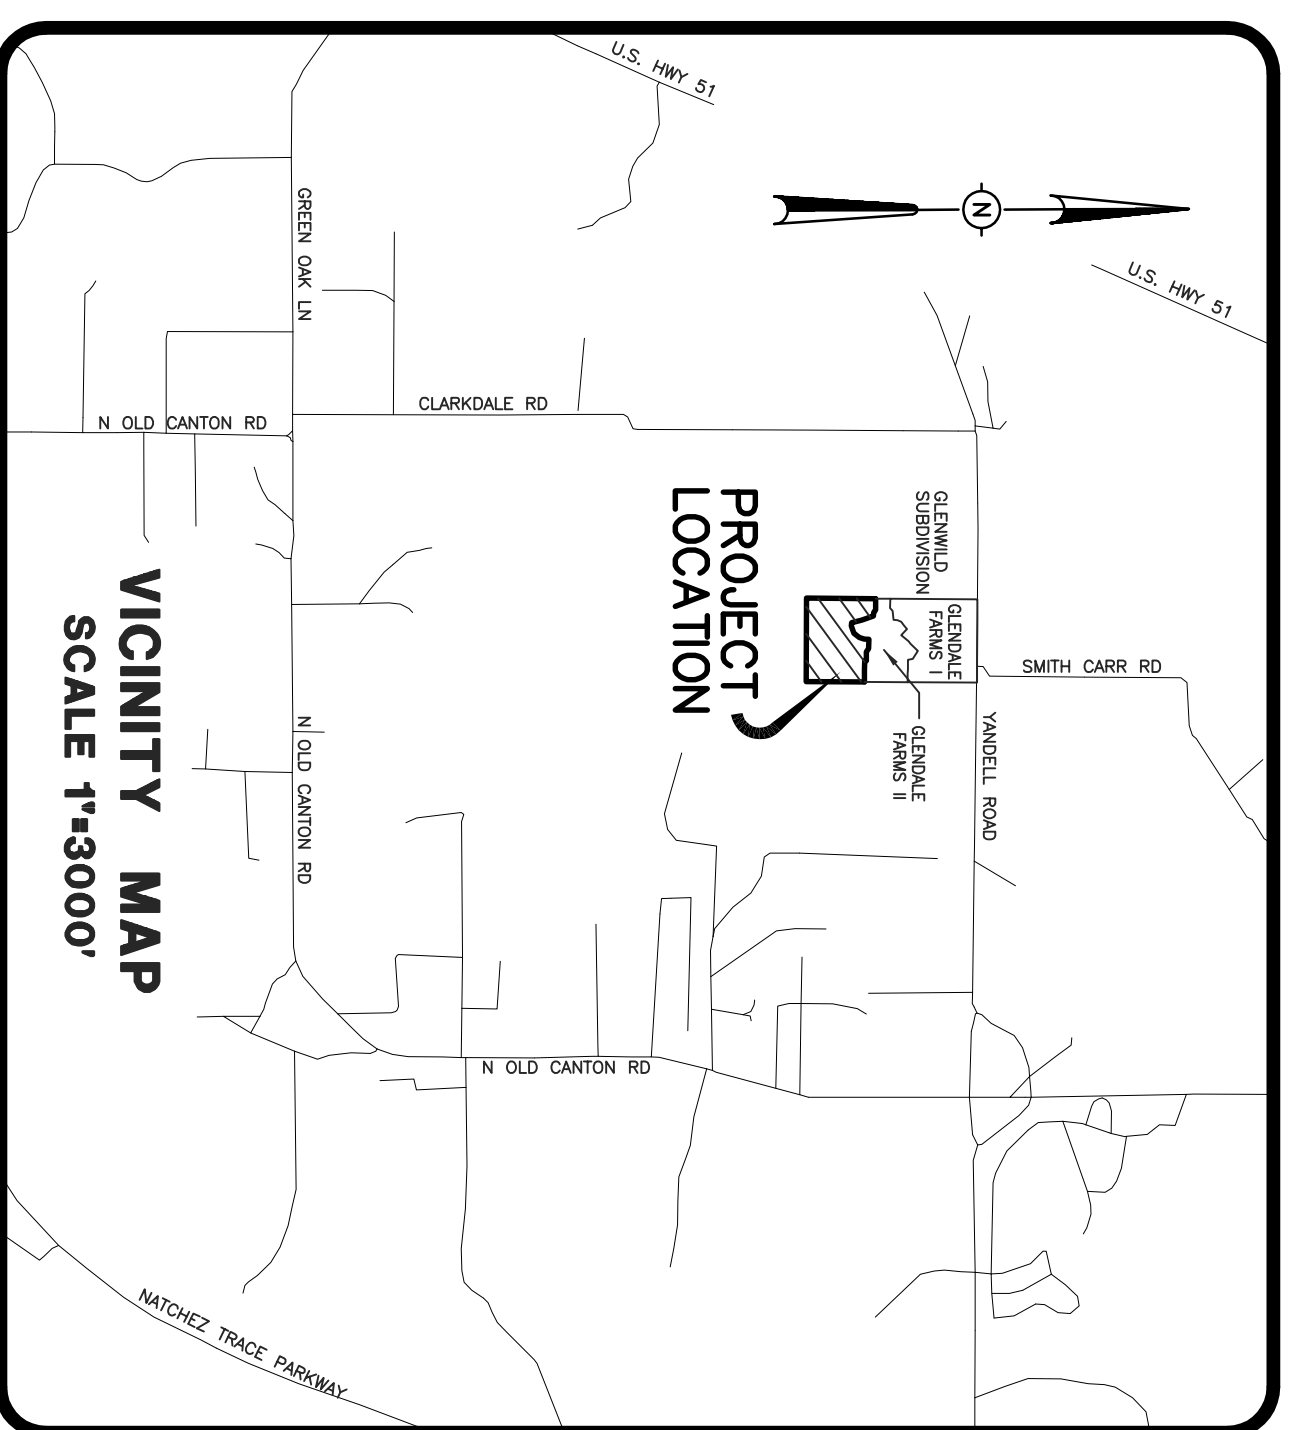 U.S. HWY 51
U.S. HWY 51
N
GREEN OAK LN
CLARKDALE RD
N OLD CANTON RD
GLENWILD
SUBDIVISION
GLENDALE
FARMS I
SMITH CARR RD
YANDELL ROAD
GLENDALE
FARMS II
PROJECT
LOCATION
N OLD CANTON RD
N OLD CANTON RD
NATCHEZ TRACE PARKWAY
VICINITY MAP
SCALE 1"=3000'